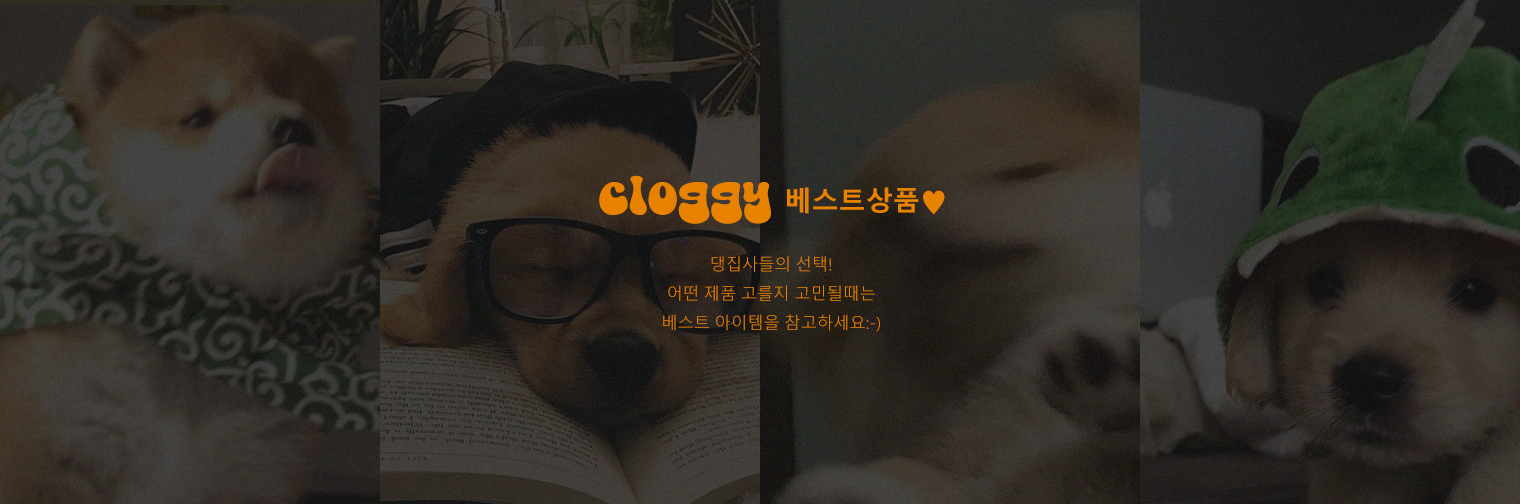 cloggy 베스트상품♥
댕집사들의 선택!
어떤 제품 고를지 고민될때는
베스트 아이템을 참고하세요:-)